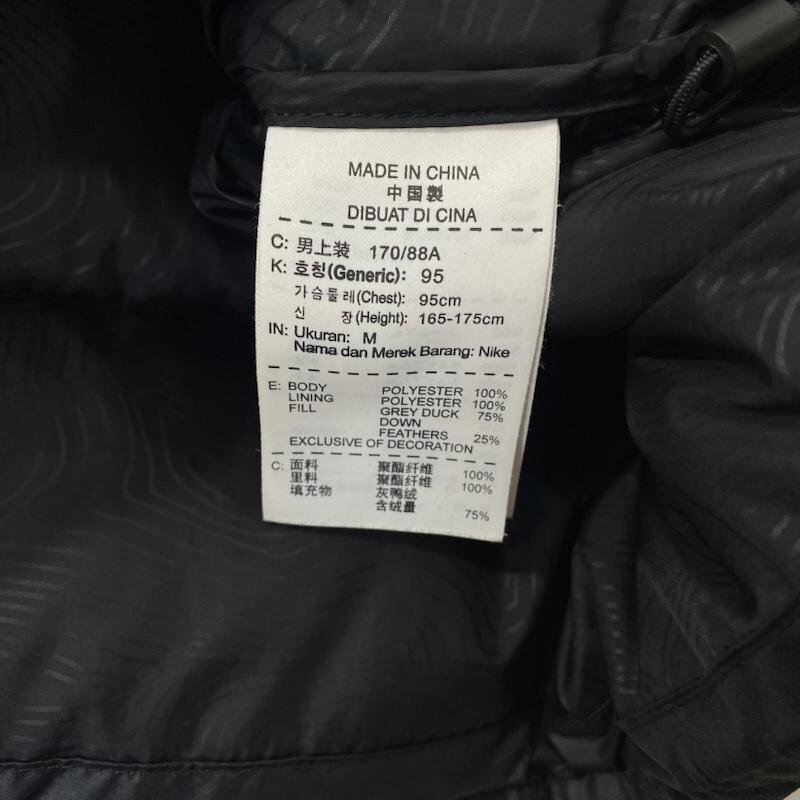 MADE IN CHINA
中国製
DIBUAT DI CINA
C: 男上装 170/88A
K: 호칭(Generic): 95
가슴둘레(Chest): 95cm
신 장(Height): 165-175cm
IN: Ukuran: M
Nama dan Merek Barang: Nike
E: BODY POLYESTER 100%
LINING POLYESTER 100%
FILL GREY DUCK 75%
DOWN
FEATHERS 25%
EXCLUSIVE OF DECORATION
C: 面料 聚酯纤维 100%
里料 聚酯纤维 100%
填充物 灰鸭绒
含绒量 75%